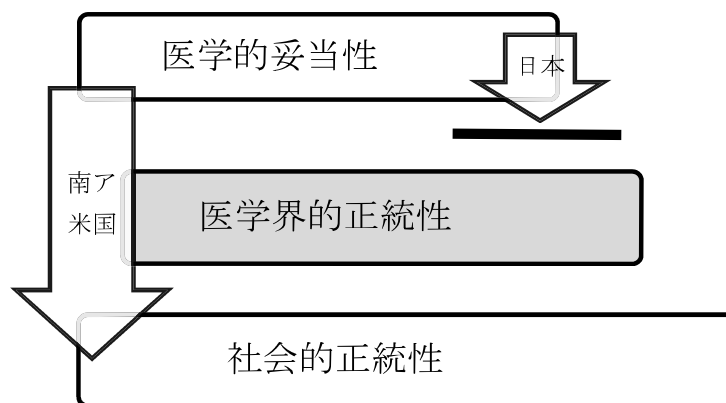 医学的妥当性
日本
南ア
米国
医学界的正統性
社会的正統性